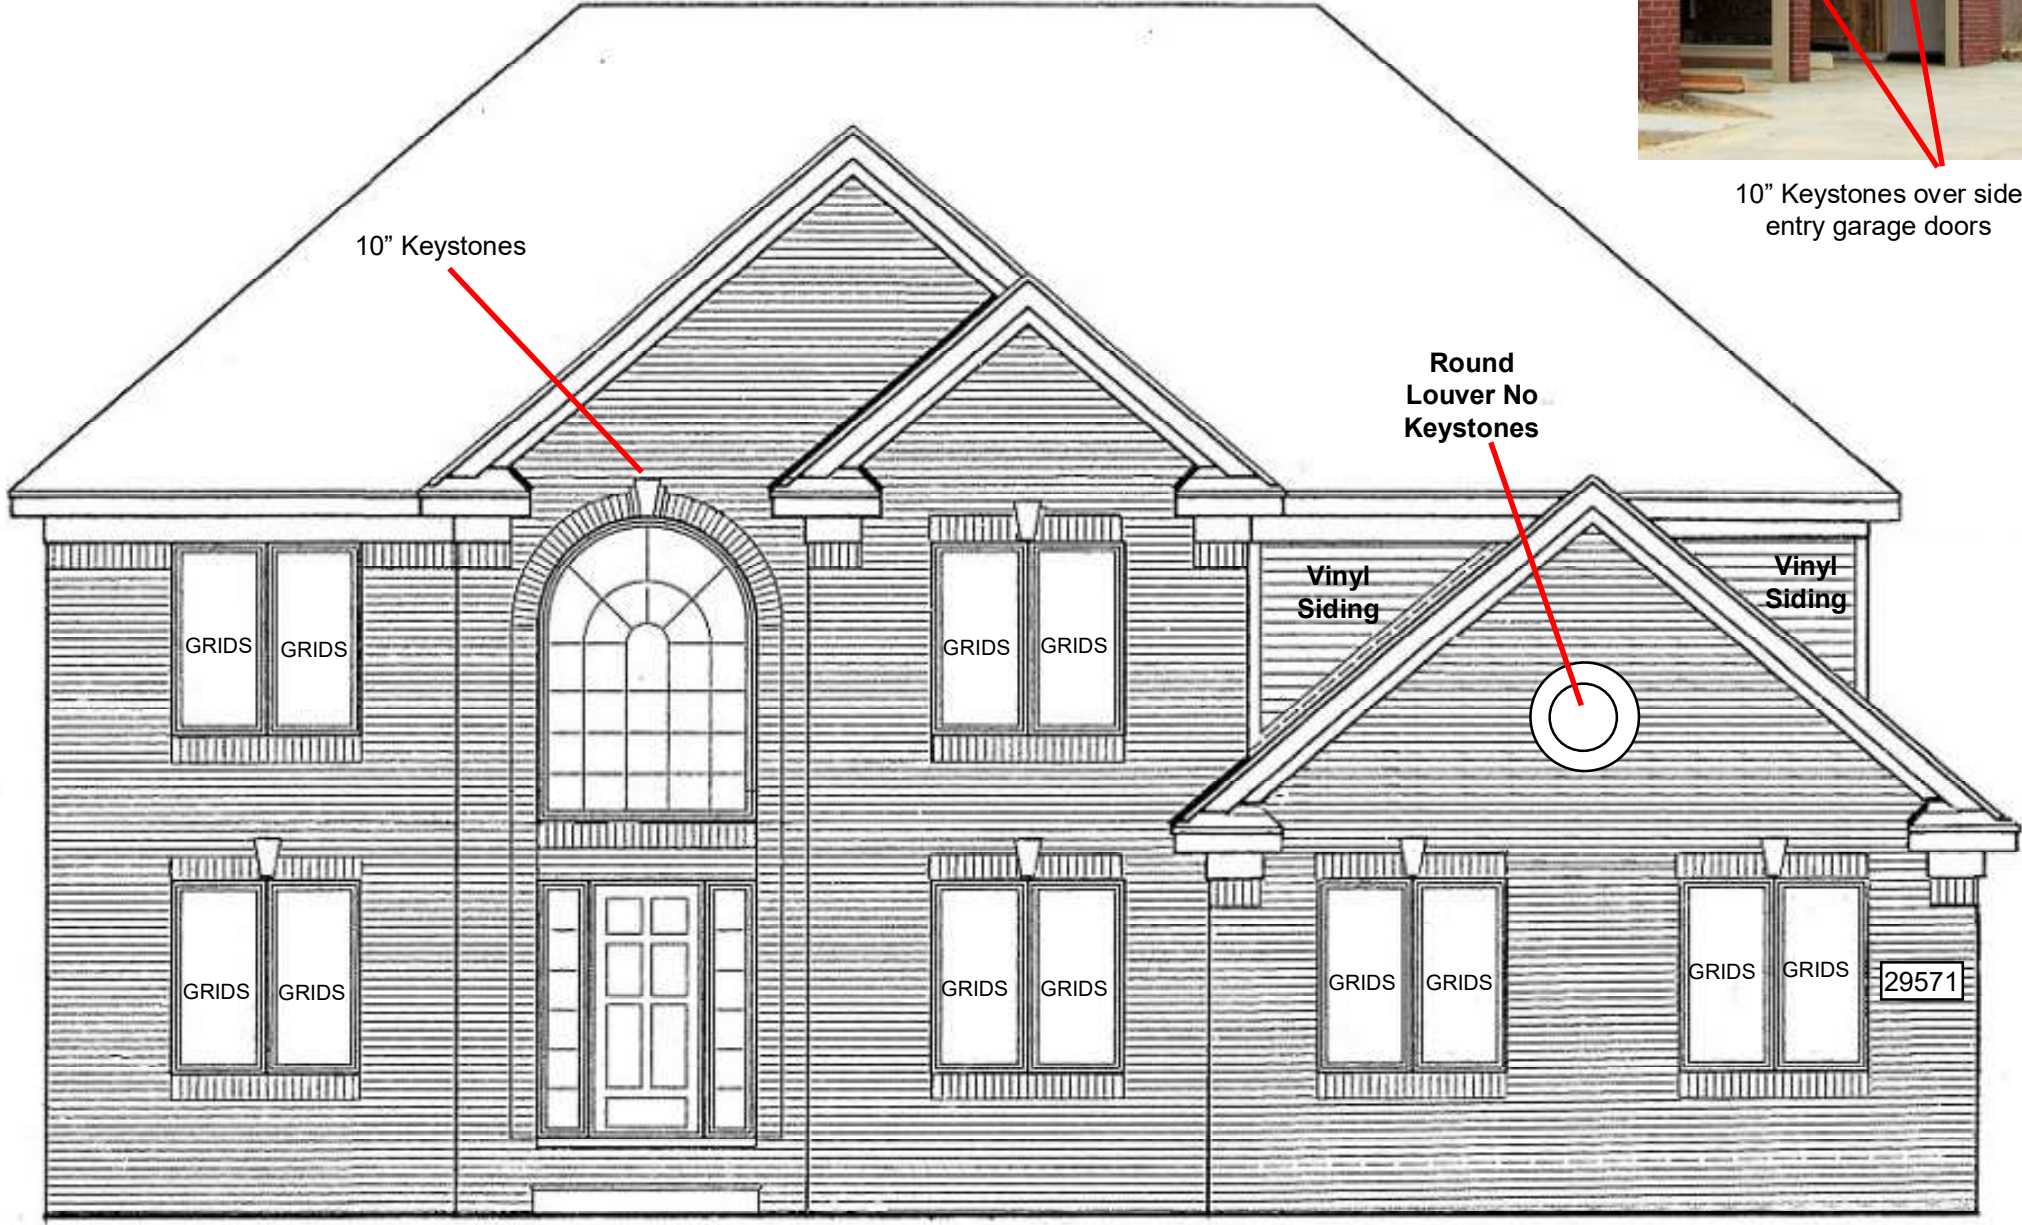 10” Keystones over side
entry garage doors
10” Keystones
Round
Louver No
Keystones
Vinyl
Siding
Vinyl
Siding
GRIDS
GRIDS
GRIDS
GRIDS
GRIDS
GRIDS
GRIDS
GRIDS
GRIDS
GRIDS
GRIDS
GRIDS
29571